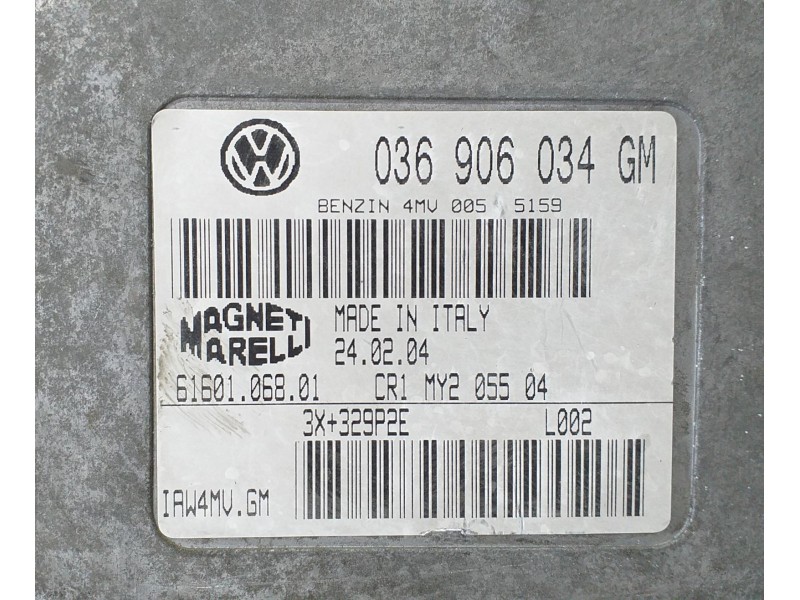 VW 036 906 034 GM
BENZIN 4MV 005 5159
MAGNETI MARELLI
MADE IN ITALY
24.02.04
61601.068.01 CR1 MY2 055 04
3X+329P2E L002
IAW4MV.GM